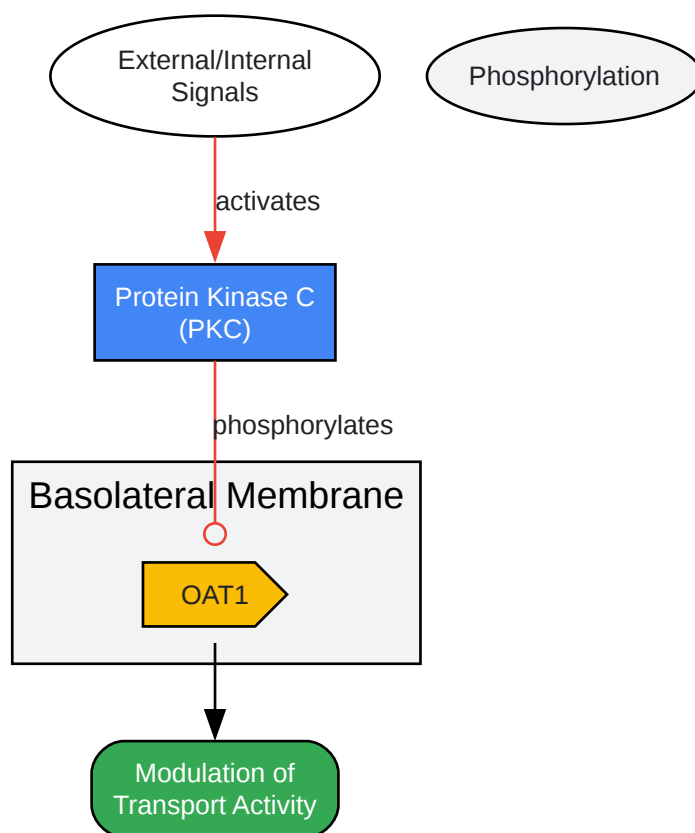 External/Internal
Signals
Phosphorylation
activates
Protein Kinase C
(PKC)
phosphorylates
Basolateral Membrane
OAT1
Modulation of
Transport Activity